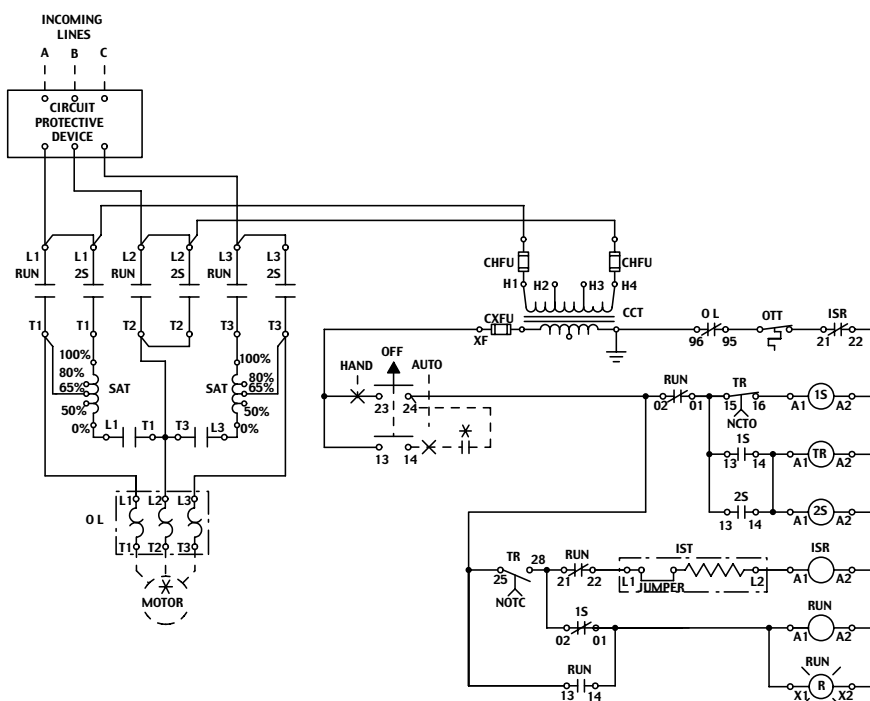 INCOMING
LINES
A B C
CIRCUIT
PROTECTIVE
DEVICE
L1 L1 L2 L2 L3 L3
RUN 2S RUN 2S RUN 2S
CHFU CHFU
H1 H2 H3 H4
CCT
T1 T1 T2 T2 T3 T3
CXFU
XF
OL OTT ISR
96 95 21 22
100% 100%
80% 80%
65% 65%
SAT SAT
50% 50%
0% 0%
L1 T1 T3 L3
HAND OFF AUTO
23 24
13 14
RUN TR 1S
02 01 15 16 A1 A2
NCTO
1S TR
13 14 A1 A2
2S 2S
13 14 A1 A2
L1 L2 L3
OL
T1 T2 T3
MOTOR
TR 28 RUN IST ISR
25 21 22 L1 L2 A1 A2
NOTC JUMPER
1S RUN
02 01 A1 A2
RUN RUN
13 14 X1 R X2